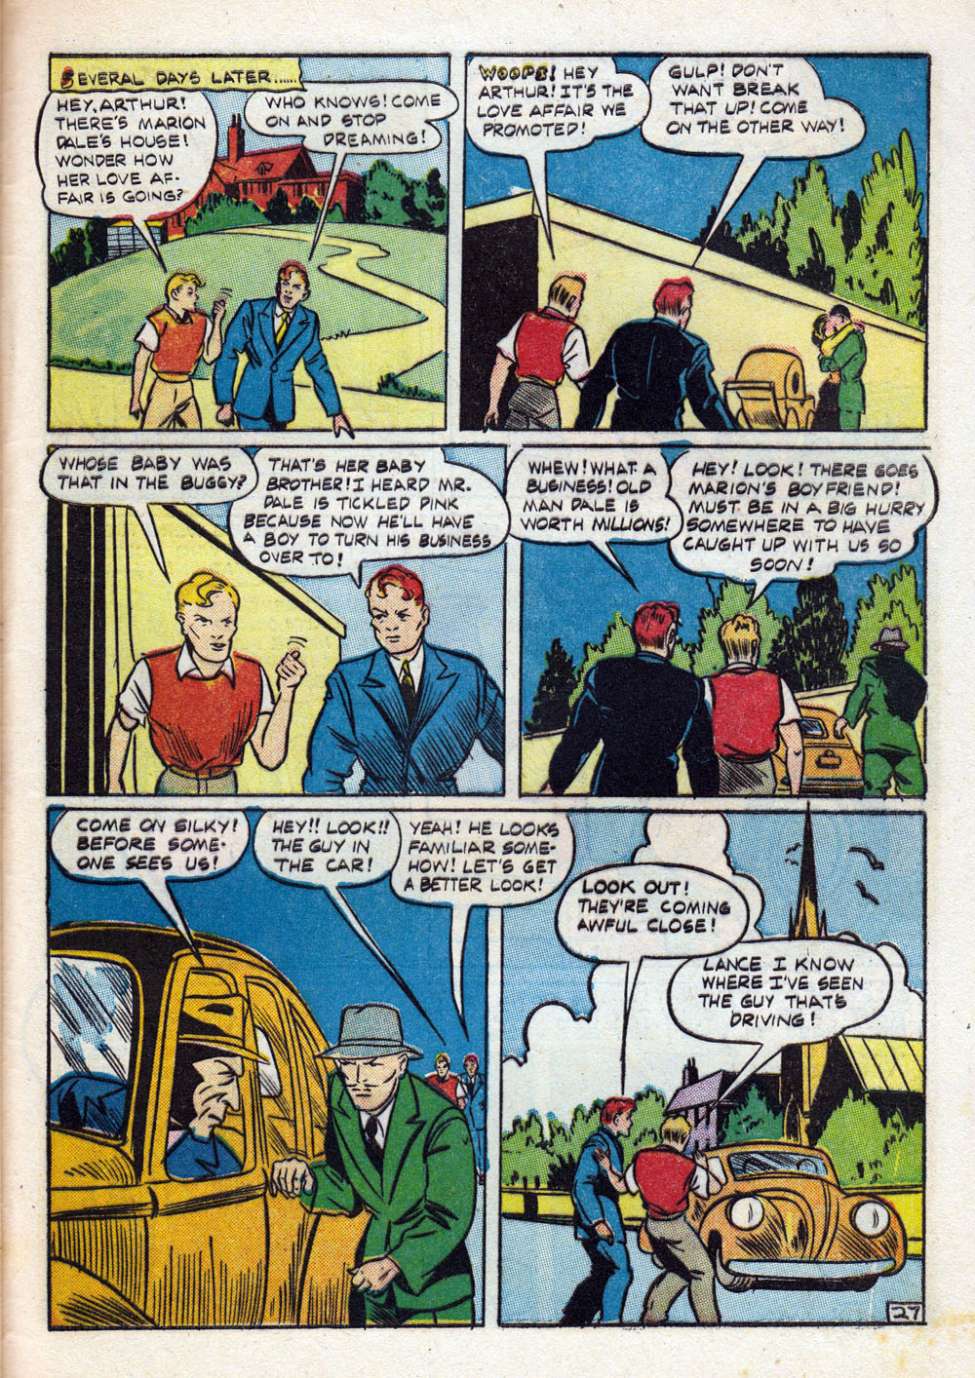 SEVERAL DAYS LATER......
HEY, ARTHUR!
THERE'S MARION
DALE'S HOUSE!
WONDER HOW
HER LOVE AF-
FAIR IS GOING?
WHO KNOWS! COME
ON AND STOP
DREAMING!
WOOPS! HEY
ARTHUR! IT'S THE
LOVE AFFAIR WE
PROMOTED!
GULP! DON'T
WANT BREAK
THAT UP! COME
ON THE OTHER WAY!
WHOSE BABY WAS
THAT IN THE BUGGY?
THAT'S HER BABY
BROTHER! I HEARD MR.
DALE IS TICKLED PINK
BECAUSE NOW HE'LL HAVE
A BOY TO TURN HIS BUSINESS
OVER TO!
WHEW! WHAT A
BUSINESS! OLD
MAN DALE IS
WORTH MILLIONS!
HEY! LOOK! THERE GOES
MARION'S BOYFRIEND!
MUST BE IN A BIG HURRY
SOMEWHERE TO HAVE
CAUGHT UP WITH US SO
SOON!
COME ON SILKY!
BEFORE SOME-
ONE SEES US!
HEY!! LOOK!!
THE GUY IN
THE CAR!
YEAH! HE LOOKS
FAMILIAR SOME-
HOW! LET'S GET
A BETTER LOOK!
LOOK OUT!
THEY'RE COMING
AWFUL CLOSE!
LANCE I KNOW
WHERE I'VE SEEN
THE GUY THAT'S
DRIVING!
27